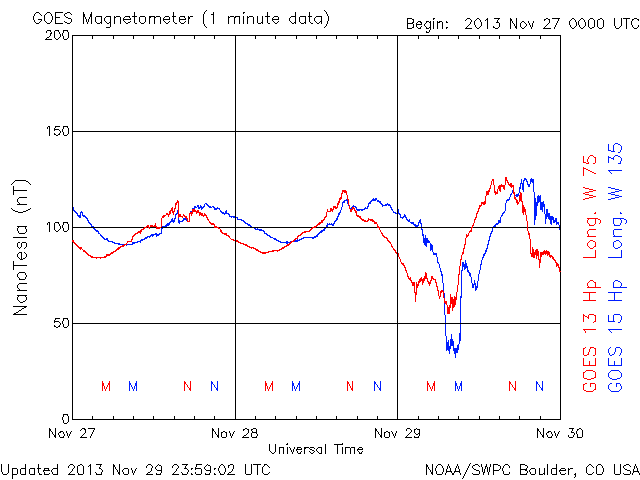 GOES Magnetometer (1 minute data)
Begin: 2013 Nov 27 0000 UTC
200
150
100
50
0
NanoTesla (nT)
M M N N M M N N M M N N
Nov 27 Nov 28 Nov 29 Nov 30
Universal Time
GOES 13 Hp Long. W 75
GOES 15 Hp Long. W 135
Updated 2013 Nov 29 23:59:02 UTC
NOAA/SWPC Boulder, CO USA